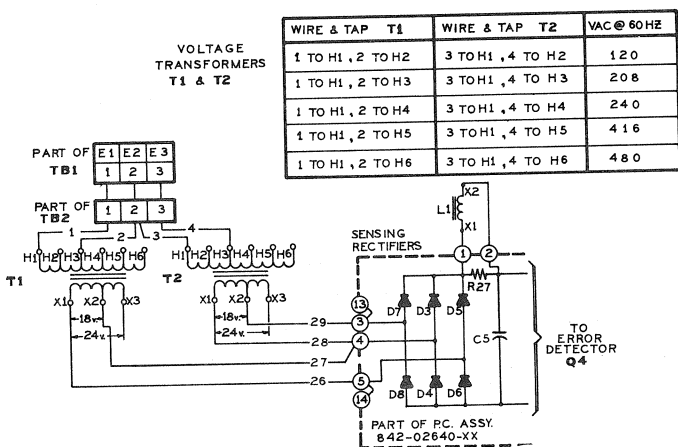 VOLTAGE
TRANSFORMERS
T1 & T2
WIRE & TAP T1 WIRE & TAP T2 VAC @ 60 HZ
1 TO H1, 2 TO H2 3 TO H1, 4 TO H2 120
1 TO H1, 2 TO H3 3 TO H1, 4 TO H3 208
1 TO H1, 2 TO H4 3 TO H1, 4 TO H4 240
1 TO H1, 2 TO H5 3 TO H1, 4 TO H5 416
1 TO H1, 2 TO H6 3 TO H1, 4 TO H6 480
PART OF
TB1
E1 E2 E3
1 2 3
PART OF
TB2
1 2 3
1 2 3 4
H1 H2 H3 H4 H5 H6
H1 H2 H3 H4 H5 H6
T1
T2
X1 X2 X3
18V.
24V.
X1 X2 X3
18V.
24V.
29
28
27
26
L1
X2
X1
SENSING
RECTIFIERS
1 2
R27
13
3
4
5
14
D7 D3 D5
C5
D8 D4 D6
TO
ERROR
DETECTOR
Q4
PART OF P.C. ASSY.
842-02640-XX